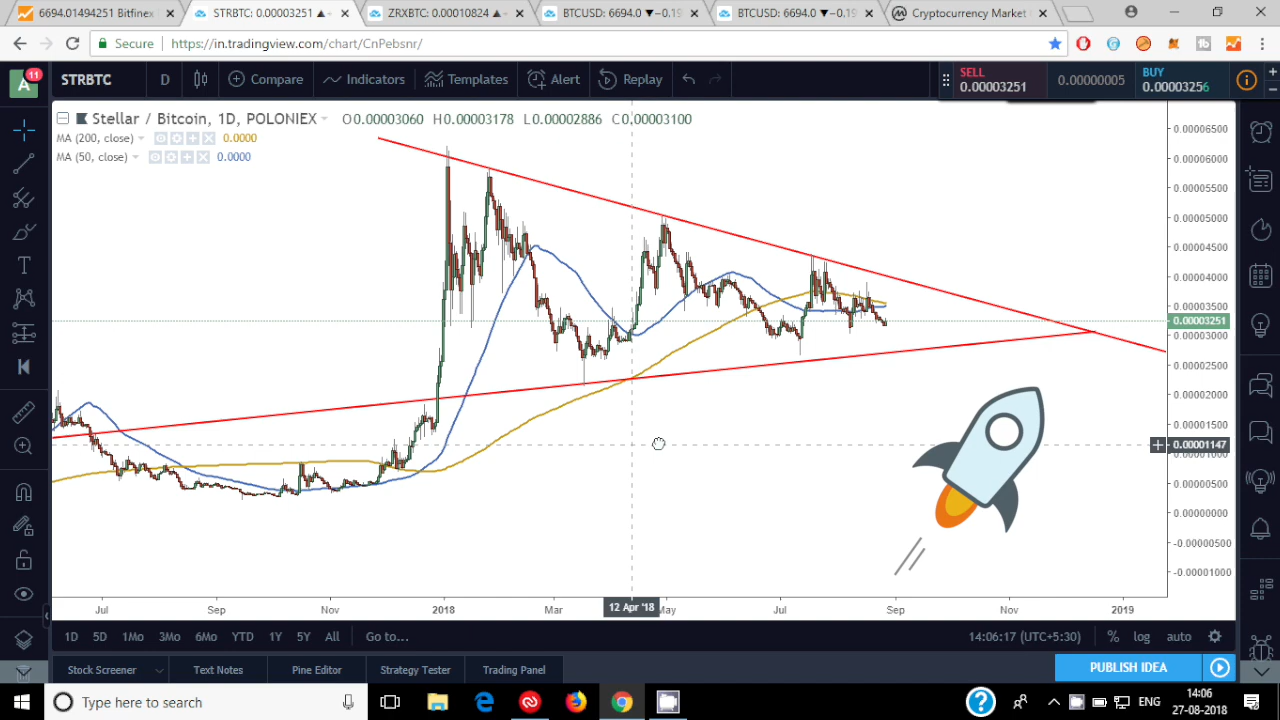 6694.01494251 Bitfinex
STRBTC: 0.00003251 ▲
ZRXBTC: 0.00010824 ▲
BTCUSD: 6694.0 ▼−0.19
BTCUSD: 6694.0 ▼−0.19
Cryptocurrency Market
Secure
https://in.tradingview.com/chart/CnPebsnr/
A
11
STRBTC
D
Compare
Indicators
Templates
Alert
Replay
SELL
0.00003251
0.00000005
BUY
0.00003256
Stellar / Bitcoin, 1D, POLONIEX
O0.00003060 H0.00003178 L0.00002886 C0.00003100
MA (200, close)
0.0000
MA (50, close)
0.0000
0.00006500
0.00006000
0.00005500
0.00005000
0.00004500
0.00004000
0.00003500
0.00003251
0.00003000
0.00002500
0.00002000
0.00001500
0.00001147
0.00001000
0.00000500
0.00000000
-0.00000500
-0.00001000
Jul
Sep
Nov
2018
Mar
12 Apr '18
May
Jul
Sep
Nov
2019
1D 5D 1Mo 3Mo 6Mo YTD 1Y 5Y All Go to...
14:06:17 (UTC+5:30)
% log auto
Stock Screener
Text Notes
Pine Editor
Strategy Tester
Trading Panel
PUBLISH IDEA
Type here to search
ENG
14:06
27-08-2018